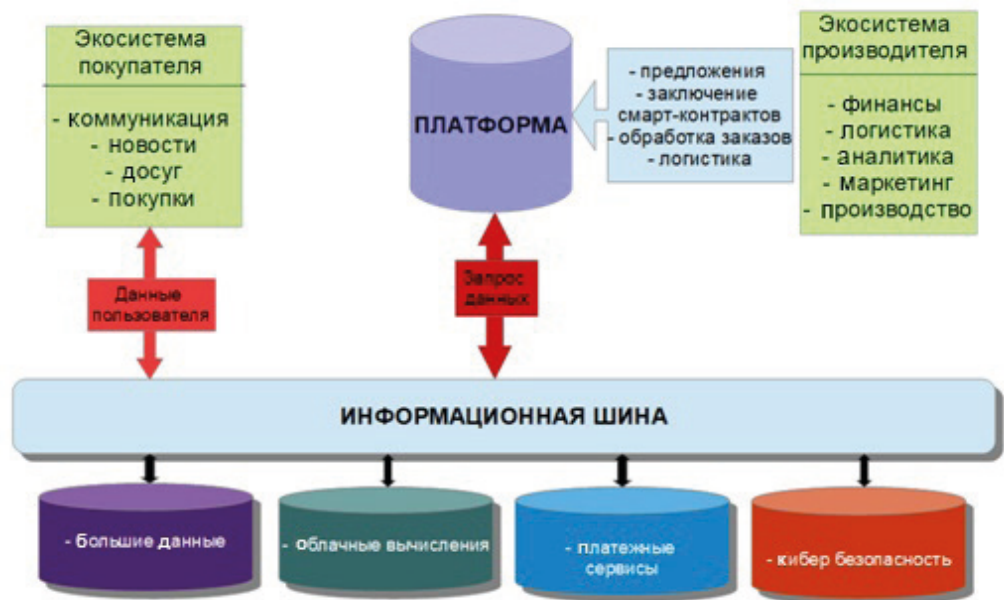 Экосистема
покупателя
- коммуникация
- новости
- досуг
- покупки
ПЛАТФОРМА
- предложения
- заключение
смарт-контрактов
- обработка заказов
- логистика
Экосистема
производителя
- финансы
- логистика
- аналитика
- маркетинг
- производство
Данные
пользователя
Запрос
данных
ИНФОРМАЦИОННАЯ ШИНА
- большие данные
- облачные вычисления
- платежные
сервисы
- кибер безопасность